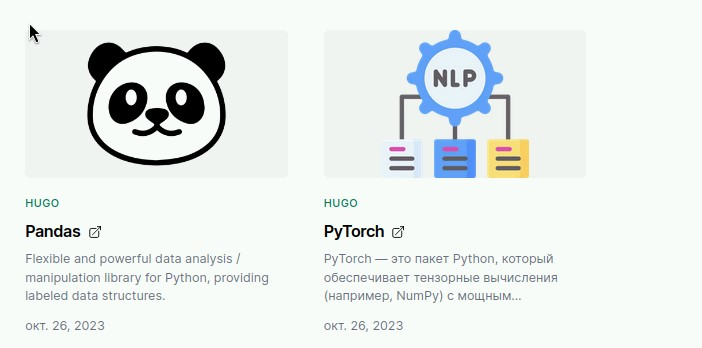 NLP
HUGO
Pandas
Flexible and powerful data analysis /
manipulation library for Python, providing
labeled data structures.
окт. 26, 2023
HUGO
PyTorch
PyTorch — это пакет Python, который
обеспечивает тензорные вычисления
(например, NumPy) с мощным...
окт. 26, 2023